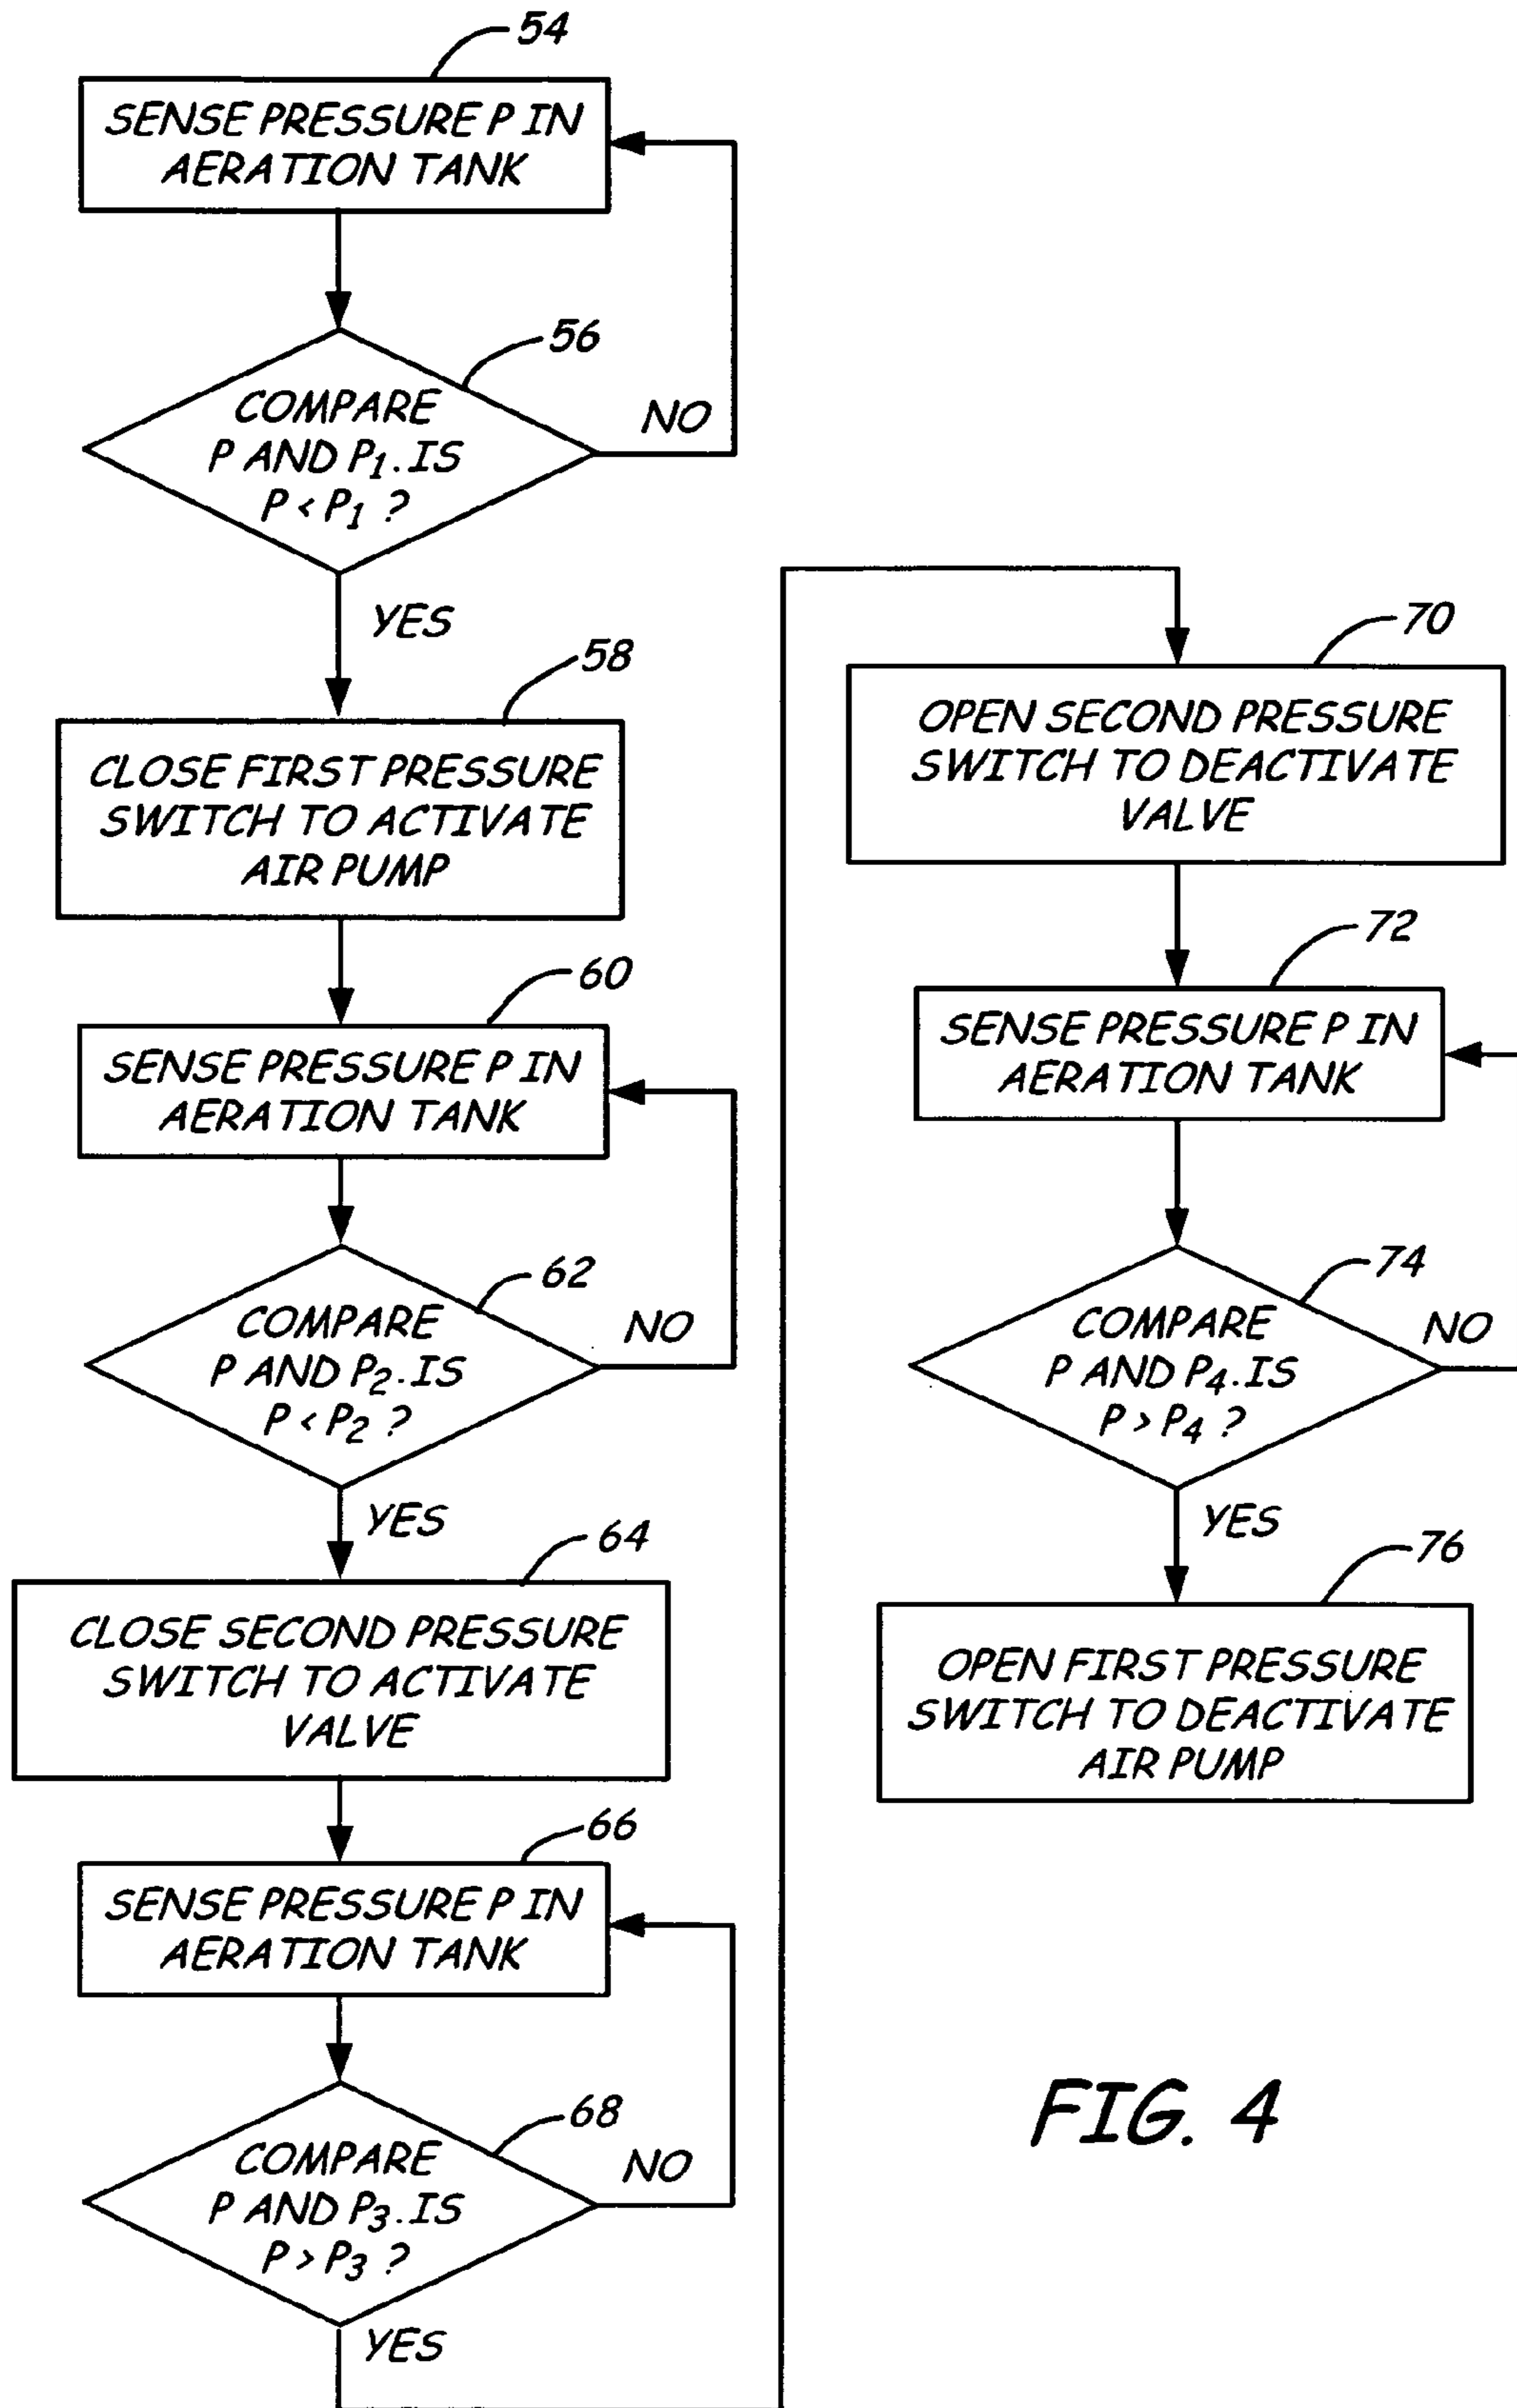 54
SENSE PRESSURE P IN
AERATION TANK
56
COMPARE
P AND P₁. IS
P < P₁ ?
NO
YES
58
CLOSE FIRST PRESSURE
SWITCH TO ACTIVATE
AIR PUMP
60
SENSE PRESSURE P IN
AERATION TANK
62
COMPARE
P AND P₂. IS
P < P₂ ?
NO
YES
64
CLOSE SECOND PRESSURE
SWITCH TO ACTIVATE
VALVE
66
SENSE PRESSURE P IN
AERATION TANK
68
COMPARE
P AND P₃. IS
P > P₃ ?
NO
YES
70
OPEN SECOND PRESSURE
SWITCH TO DEACTIVATE
VALVE
72
SENSE PRESSURE P IN
AERATION TANK
74
COMPARE
P AND P₄. IS
P > P₄ ?
NO
YES
76
OPEN FIRST PRESSURE
SWITCH TO DEACTIVATE
AIR PUMP
FIG. 4